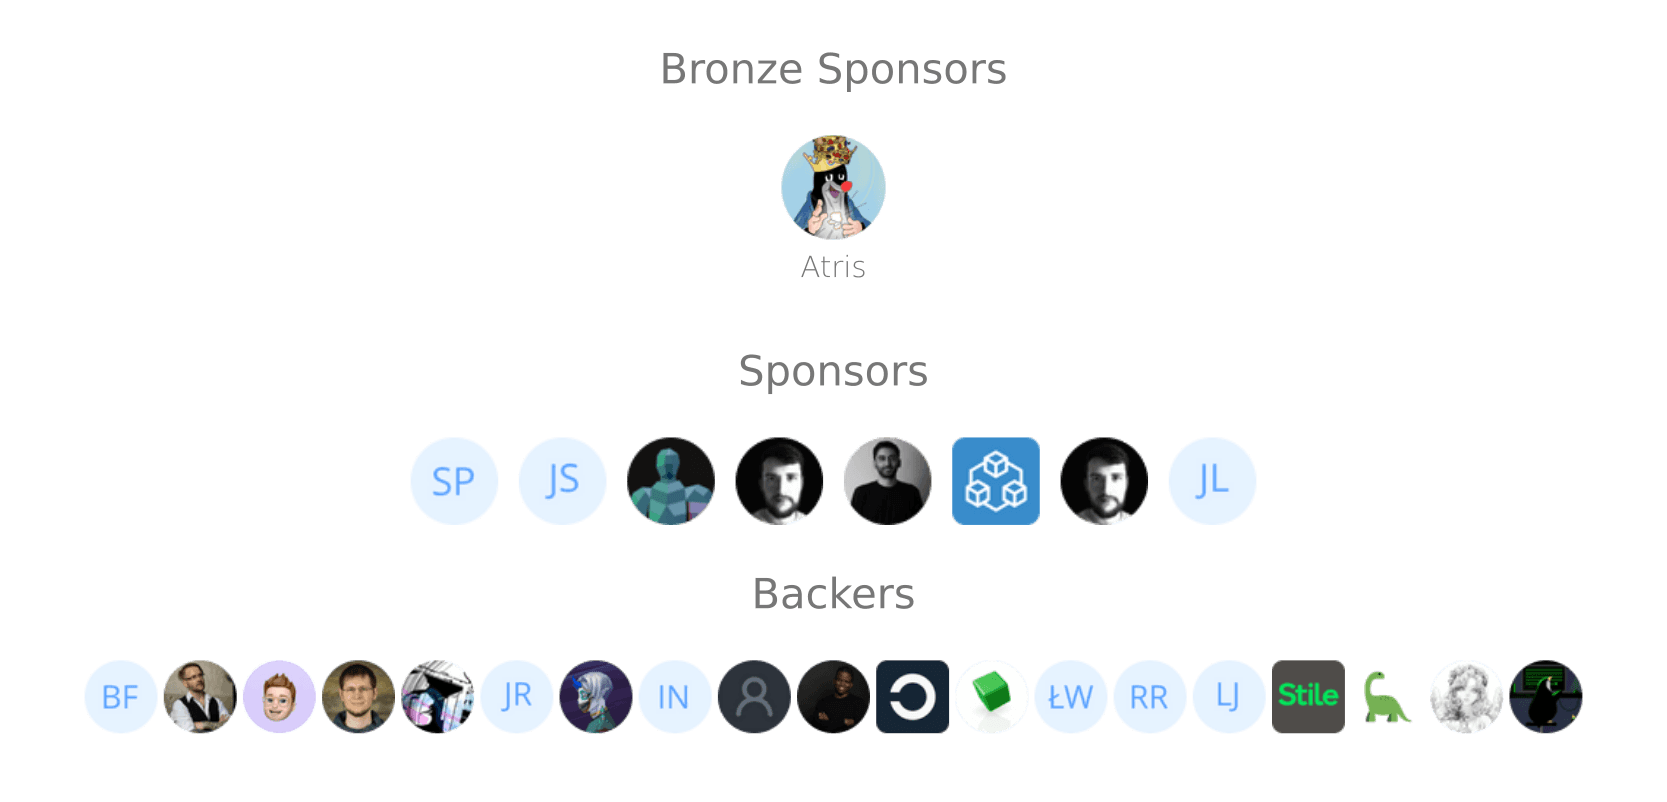 Bronze Sponsors
Atris
Sponsors
SP JS JL
Backers
BF JR IN ŁW RR LJ Stile